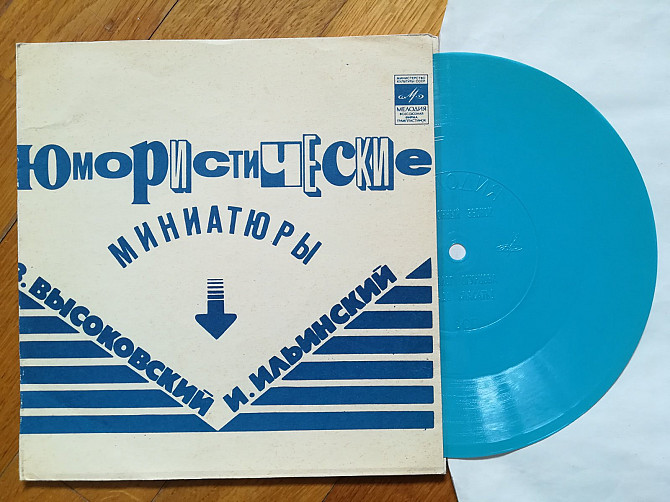 МИНИСТЕРСТВО
КУЛЬТУРЫ СССР
МЕЛОДИЯ
ВСЕСОЮЗНАЯ
ФИРМА
ГРАМПЛАСТИНОК
Юмористические
МИНИАТЮРЫ
В. ВЫСОКОВСКИЙ
И. ИЛЬИНСКИЙ